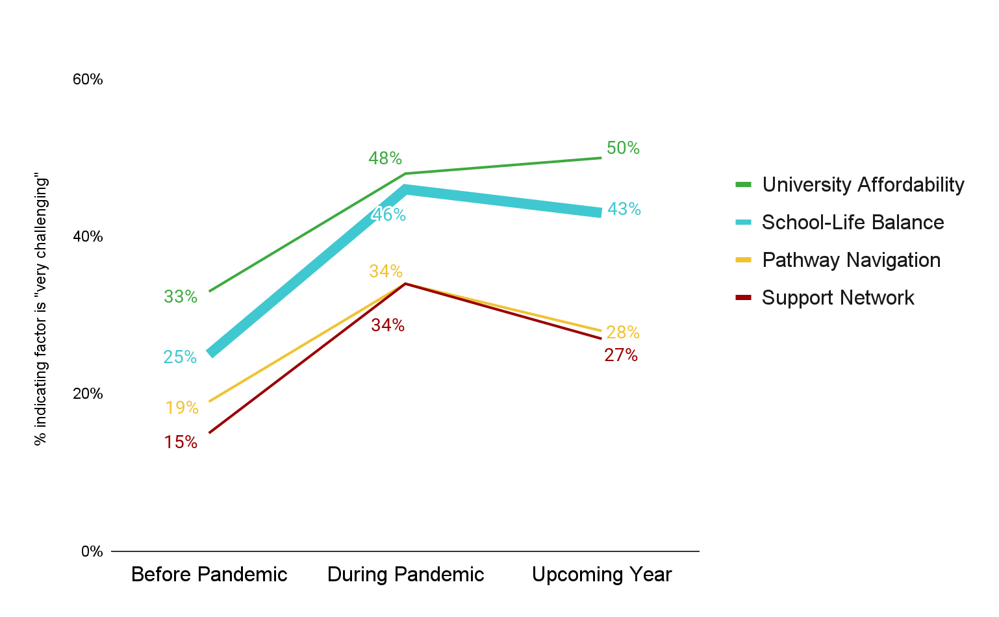 60%
40%
20%
0%
% indicating factor is "very challenging"
33%
25%
19%
15%
48%
46%
34%
34%
50%
43%
28%
27%
Before Pandemic
During Pandemic
Upcoming Year
University Affordability
School-Life Balance
Pathway Navigation
Support Network